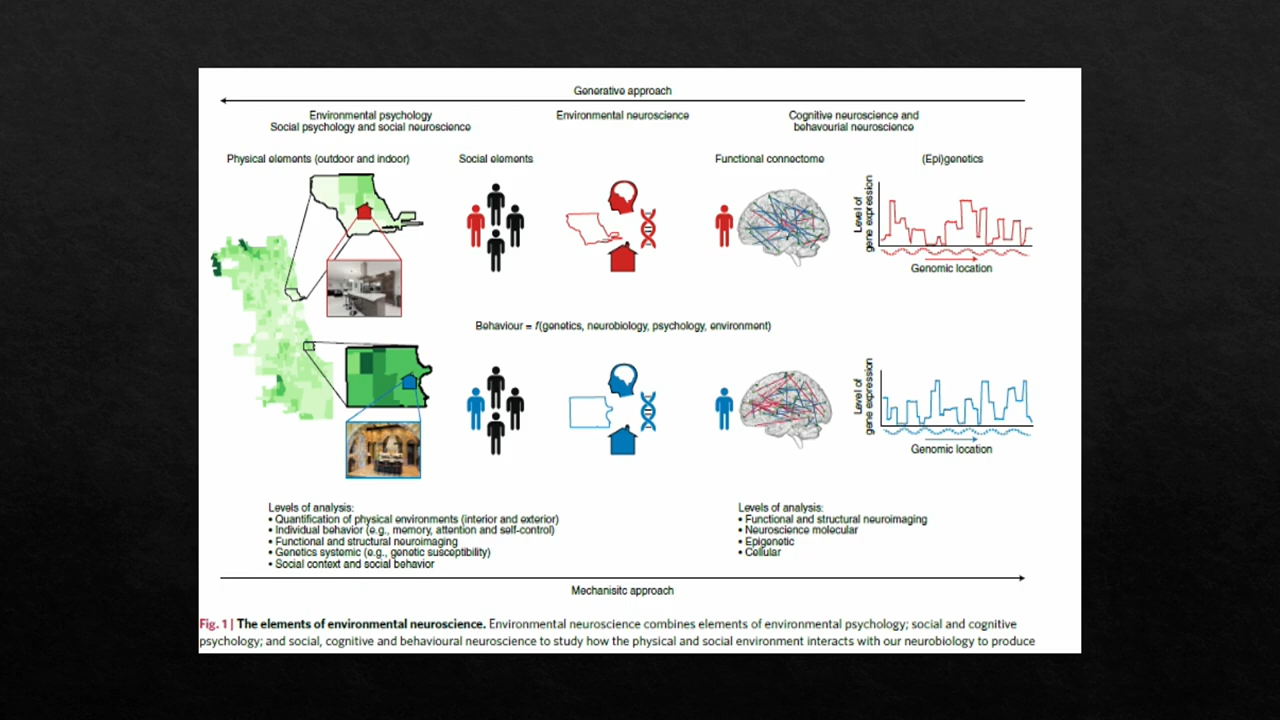 Generative approach
Environmental psychology
Social psychology and social neuroscience
Environmental neuroscience
Cognitive neuroscience and
behavourial neuroscience
Physical elements (outdoor and indoor)
Social elements
Functional connectome
(Epi)genetics
Level of
gene expression
Genomic location
Behaviour = f(genetics, neurobiology, psychology, environment)
Level of
gene expression
Genomic location
Levels of analysis:
• Quantification of physical environments (interior and exterior)
• Individual behavior (e.g., memory, attention and self-control)
• Functional and structural neuroimaging
• Genetics systemic (e.g., genetic susceptibility)
• Social context and social behavior
Levels of analysis:
• Functional and structural neuroimaging
• Neuroscience molecular
• Epigenetic
• Cellular
Mechanisitc approach
Fig. 1 | The elements of environmental neuroscience. Environmental neuroscience combines elements of environmental psychology; social and cognitive
psychology; and social, cognitive and behavioural neuroscience to study how the physical and social environment interacts with our neurobiology to produce